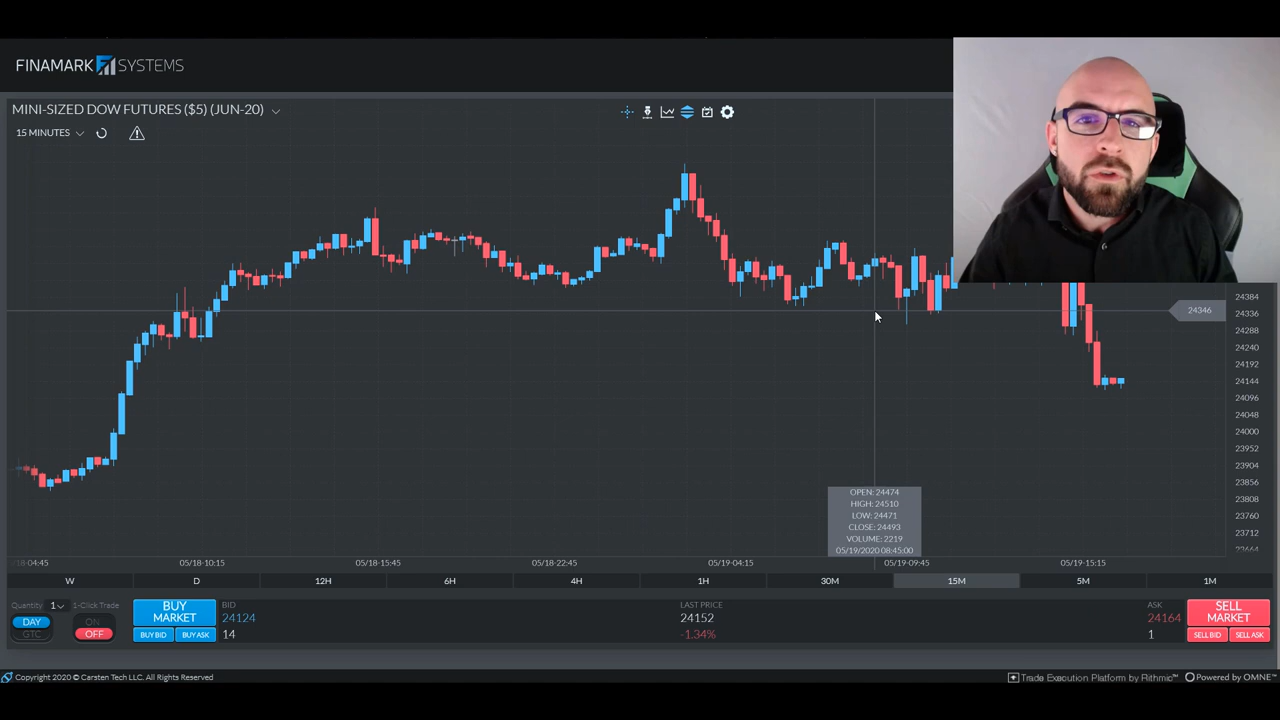 FINAMARK SYSTEMS
MINI-SIZED DOW FUTURES ($5) (JUN-20)
15 MINUTES
24384
24346
24336
24288
24240
24192
24144
24096
24048
24000
23952
23904
23856
23808
23760
23712
23664
OPEN: 24474
HIGH: 24510
LOW: 24471
CLOSE: 24493
VOLUME: 2219
05/19/2020 08:45:00
/18-04:45 05/18-10:15 05/18-15:45 05/18-22:45 05/19-04:15 05/19-09:45 05/19-15:15
W D 12H 6H 4H 1H 30M 15M 5M 1M
Quantity 1 1-Click Trade BUY MARKET BID LAST PRICE ASK SELL MARKET
DAY ON 24124 24152 24164
GTC OFF BUY BID BUY ASK 14 -1.34% 1 SELL BID SELL ASK
Copyright 2020 © Carsten Tech LLC. All Rights Reserved Trade Execution Platform by Rithmic™ Powered by OMNE™